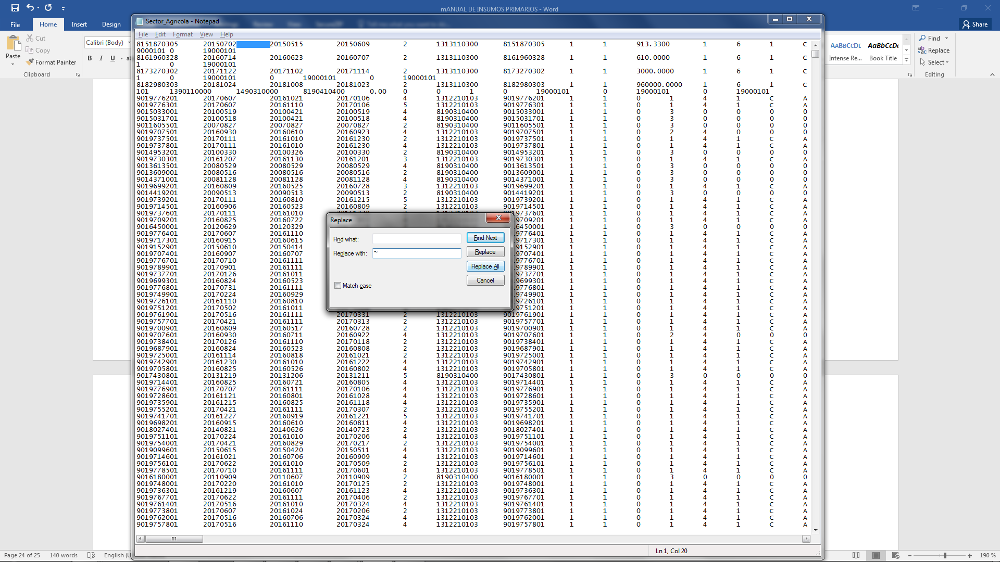 mANUAL DE INSUMOS PRIMARIOS - Word
File Home Insert Design
Share
Paste
Cut
Copy
Format Painter
Clipboard
Calibri (Body)
B I U
AABBCCDE AaBbCcDd
Intense Re... Book Title
Find
Replace
Select
Editing
Sector_Agricola - Notepad
File Edit Format View Help
8151870305 20150702 20150515 20150609 2 1313110300 8151870305 1 1 913.3300 1 6 1 C
9000101 0 19000101
8161960328 20160714 20160623 20160707 2 1313110300 8161960328 1 1 610.0000 1 6 1 C
1 0 19000101
8173270302 20171122 20171102 20171114 2 1313110300 8173270302 1 1 3000.0000 1 6 1 C
1 0 19000101 0 19000101 0 19000101
8182980303 20181024 20181008 20181023 2 1313110300 8182980303 1 1 960000.0000 1 6 1 C
101 1390110000 1490310000 8190410400 0.00 0 0 1 0 19000101 0 19000101 0 19000101
9019776201 20170607 20161021 20170106 4 1312210103 9019776201 1 1 0 1 4 1 C A
9019776301 20170607 20161110 20170106 5 1312210103 9019776301 1 1 0 1 4 1 C A
9015033001 20100519 20100421 20100519 4 8190310400 9015033001 1 1 0 3 0 0 0 0
9015031701 20100518 20100421 20100518 4 8190310400 9015031701 1 1 0 3 0 0 0 0
9011605501 20070827 20070827 20070827 2 8190310400 9011605501 1 1 0 3 0 0 0 0
9019707501 20160930 20160610 20160923 4 1312210103 9019707501 1 1 0 2 4 0 0 0
9019737501 20170111 20161010 20161230 2 1312210103 9019737501 1 1 0 1 4 1 C A
9019737801 20170111 20161010 20161230 4 1312210103 9019737801 1 1 0 1 4 1 C A
9014953201 20100330 20100326 20100330 2 8190310400 9014953201 1 1 0 3 0 0 0 0
9019730301 20161207 20161130 20161201 3 1312210103 9019730301 1 1 0 1 4 1 C A
9013613501 20080529 20080529 20080529 4 8190310400 9013613501 1 1 0 3 0 0 0 0
9013609001 20080516 20080516 20080516 2 8190310400 9013609001 1 1 0 3 0 0 0 0
9014371001 20081128 20081128 20081128 4 8190310400 9014371001 1 1 0 3 0 0 0 0
9019699201 20160809 20160525 20160728 3 1312210103 9019699201 1 1 0 1 4 1 C A
9014419201 20090513 20090513 20090513 2 8190310400 9014419201 1 1 0 3 0 0 0 0
9019739201 20170111 20160810 20161215 5 1312210103 9019739201 1 1 0 1 4 1 C A
9019714501 20160906 20160523 20160809 2 1312210103 9019714501 1 1 0 1 4 1 C A
9019737601 20170111 20161010 9019737601 1 1 0 1 4 1 C A
9019709201 20160825 20160722 019709201 1 1 0 1 4 1 C A
9016450001 20120629 20120329 016450001 1 1 0 3 0 0 0 0
9019776401 20170607 20161110 019776401 1 1 0 1 4 1 C A
9019717301 20160915 20160615 019717301 1 1 0 1 4 1 C A
9019152901 20150610 20150414 019152901 1 1 0 1 4 1 C A
9019707401 20160907 20160707 019707401 1 1 0 1 4 1 C A
9019776701 20170710 20161111 019776701 1 1 0 1 4 1 C A
9019789901 20170901 20161111 019789901 1 1 0 1 4 1 C A
9019737701 20170126 20161011 019737701 1 1 0 1 4 1 C A
9019699301 20160824 20160523 019699301 1 1 0 1 4 1 C A
9019776801 20170731 20161111 019776801 1 1 0 1 4 1 C A
9019749901 20170224 20160929 019749901 1 1 0 1 4 1 C A
9019726101 20161110 20160810 019726101 1 1 0 1 4 1 C A
9019751201 20170502 20161011 019751201 1 1 0 1 4 1 C A
9019761901 20170516 20161111 20170331 2 1312210103 9019761901 1 1 0 1 4 1 C A
9019757701 20170421 20161111 20170313 2 1312210103 9019757701 1 1 0 1 4 1 C A
9019700901 20160809 20160517 20160728 2 1312210103 9019700901 1 1 0 1 4 1 C A
9019707601 20160930 20160711 20160922 4 1312210103 9019707601 1 1 0 2 4 0 0 0
9019738401 20170126 20161110 20170118 2 1312210103 9019738401 1 1 0 1 4 1 C A
9019687901 20160824 20160523 20160808 2 1312210103 9019687901 1 1 0 1 4 1 C A
9019725001 20161114 20160818 20161021 2 1312210103 9019725001 1 1 0 1 4 1 C A
9019742901 20161230 20161010 20161222 4 1312210103 9019742901 1 1 0 1 4 1 C A
9019705801 20160825 20160526 20160802 4 1312210103 9019705801 1 1 0 1 4 1 C A
9017430801 20131219 20131206 20131211 5 8190310400 9017430801 1 1 0 3 0 0 0 0
9019714401 20160825 20160721 20160805 4 1312210103 9019714401 1 1 0 1 4 1 C A
9019776901 20170707 20161111 20170106 4 1312210103 9019776901 1 1 0 1 4 1 C A
9019728601 20161121 20160801 20161028 4 1312210103 9019728601 1 1 0 1 4 1 C A
9019735901 20161215 20160825 20161118 4 1312210103 9019735901 1 1 0 1 4 1 C A
9019755201 20170421 20161111 20170307 2 1312210103 9019755201 1 1 0 1 4 1 C A
9019741701 20161227 20160919 20161221 5 1312210103 9019741701 1 1 0 1 4 1 C A
9019698201 20160915 20160610 20160811 4 1312210103 9019698201 1 1 0 1 4 1 C A
9018027401 20140821 20140626 20140723 2 1312210103 9018027401 1 1 0 1 4 1 C A
9019751101 20170224 20161010 20170206 4 1312210103 9019751101 1 1 0 1 4 1 C A
9019754001 20170421 20160829 20170217 2 1312210103 9019754001 1 1 0 1 4 1 C A
9019099601 20150615 20150420 20150511 4 1312210103 9019099601 1 1 0 1 4 1 C A
9019714601 20161021 20160706 20160909 4 1312210103 9019714601 1 1 0 1 4 1 C A
9019756101 20170622 20161010 20170509 2 1312210103 9019756101 1 1 0 1 4 1 C A
9019778501 20170710 20161111 20170601 4 1312210103 9019778501 1 1 0 1 4 1 C A
9016180001 20110909 20110607 20110909 2 8190310400 9016180001 1 1 0 3 0 0 0 0
9019748001 20170220 20161010 20170125 2 1312210103 9019748001 1 1 0 1 4 1 C A
9019736301 20161219 20160607 20161123 4 1312210103 9019736301 1 1 0 1 4 1 C A
9019767701 20170622 20161111 20170406 2 1312210103 9019767701 1 1 0 1 4 1 C A
9019761401 20170516 20161010 20170324 4 1312210103 9019761401 1 1 0 1 4 1 C A
9019773801 20170607 20161024 20170206 2 1312210103 9019773801 1 1 0 1 4 1 C A
9019762001 20170516 20160706 20170324 4 1312210103 9019762001 1 1 0 1 4 1 C A
9019757801 20170516 20161110 20170324 4 1312210103 9019757801 1 1 0 1 4 1 C A
Replace
Find what:
Find Next
Replace with: ~
Replace
Replace All
Cancel
Match case
Ln 1, Col 20
Page 24 of 25 140 words English (U
190 %